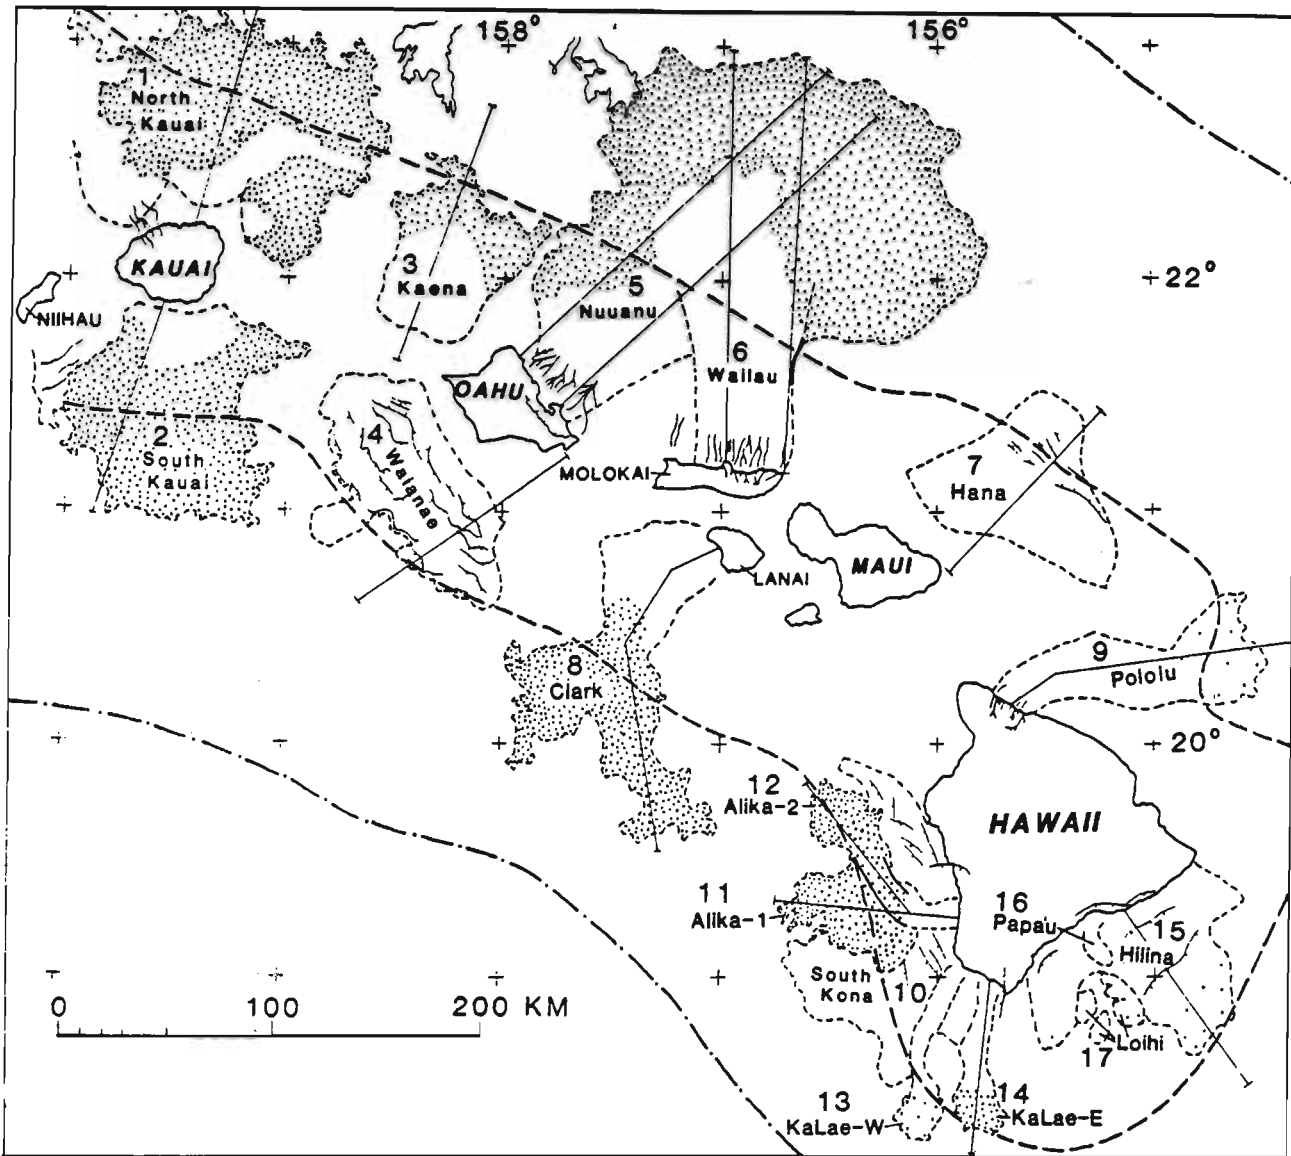 158°
156°
1
North
Kauai
KAUAI
NIIHAU
3
Kaena
5
Nuuanu
22°
6
Wailau
OAHU
2
South
Kauai
4
Waianae
MOLOKAI
7
Hana
LANAI
MAUI
8
Clark
9
Pololu
20°
12
Alika-2
HAWAII
11
Alika-1
16
Papa'u
15
Hilina
South
Kona
10
0 100 200 KM
17
Loihi
13
KaLae-W
14
KaLae-E